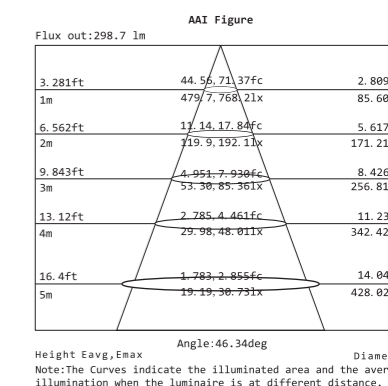 AAI Figure
Flux out:298.7 lm
3.281ft 44.56,71.37fc 2.809
1m 479.7,768.2lx 85.60
6.562ft 11.14,17.84fc 5.617
2m 119.9,192.1lx 171.21
9.843ft 4.951,7.930fc 8.426
3m 53.30,85.36lx 256.81
13.12ft 2.785,4.461fc 11.23
4m 29.98,48.01lx 342.42
16.4ft 1.783,2.855fc 14.04
5m 19.19,30.73lx 428.02
Angle:46.34deg
Height Eavg,Emax Diame
Note:The Curves indicate the illuminated area and the aver
illumination when the luminaire is at different distance.